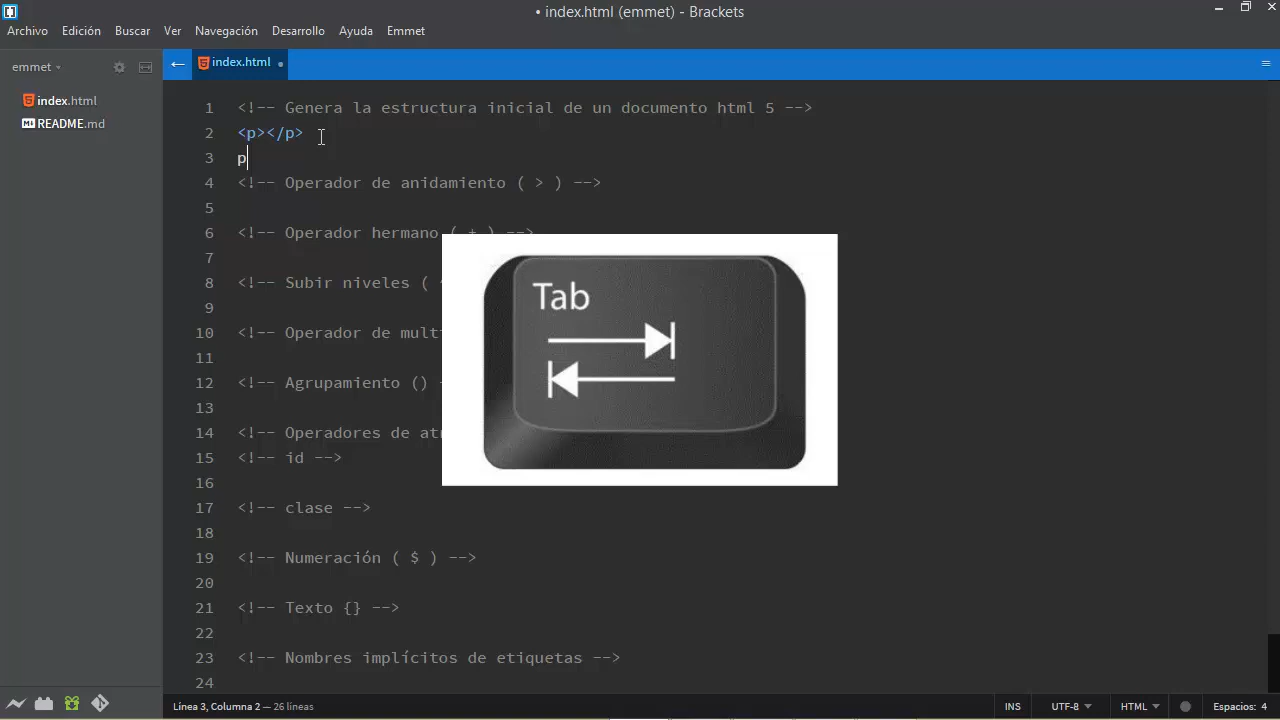 • index.html (emmet) - Brackets
Archivo Edición Buscar Ver Navegación Desarrollo Ayuda Emmet
emmet
index.html
index.html
README.md
1 <!-- Genera la estructura inicial de un documento html 5 -->
2 <p></p>
3 p
4 <!-- Operador de anidamiento ( > ) -->
5
6 <!-- Operador hermano ( + ) -->
7
8 <!-- Subir niveles (
9
10 <!-- Operador de
11
12 <!-- Agrupamiento ()
13
14 <!-- Operadores de
15 <!-- id -->
16
17 <!-- clase -->
18
19 <!-- Numeración ( $ ) -->
20
21 <!-- Texto {} -->
22
23 <!-- Nombres implícitos de etiquetas -->
24
Tab
Línea 3, Columna 2 — 26 líneas
INS UTF-8 HTML Espacios: 4